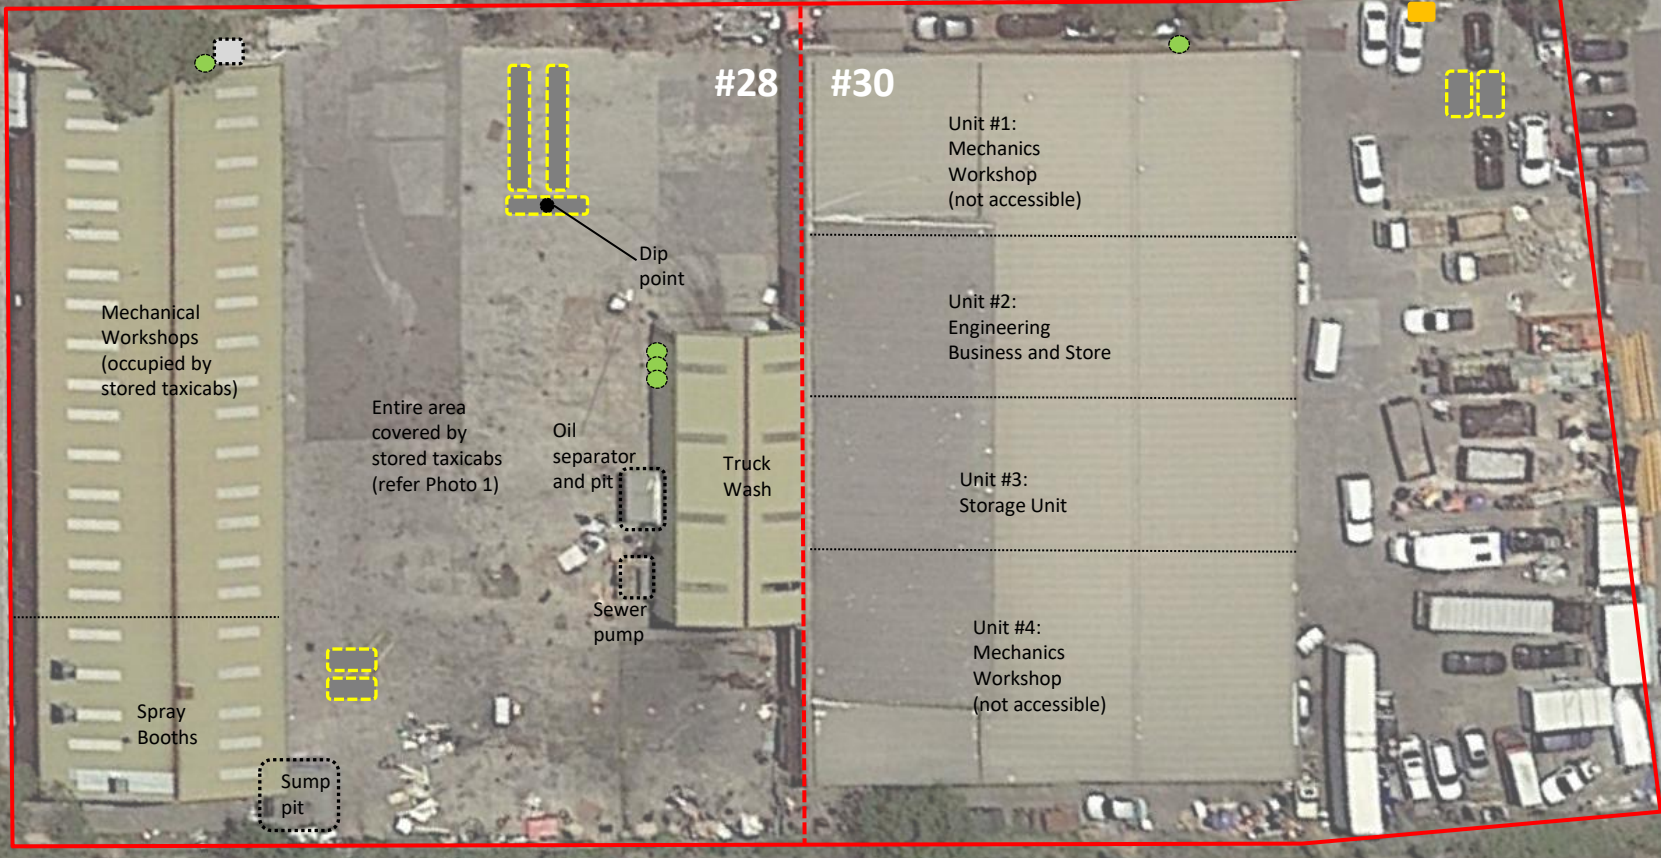 #28
#30
Unit #1:
Mechanics
Workshop
(not accessible)
Dip
point
Mechanical
Workshops
(occupied by
stored taxicabs)
Unit #2:
Engineering
Business and Store
Entire area
covered by
stored taxicabs
(refer Photo 1)
Oil
separator
and pit
Truck
Wash
Unit #3:
Storage Unit
Sewer
pump
Unit #4:
Mechanics
Workshop
(not accessible)
Spray
Booths
Sump
pit